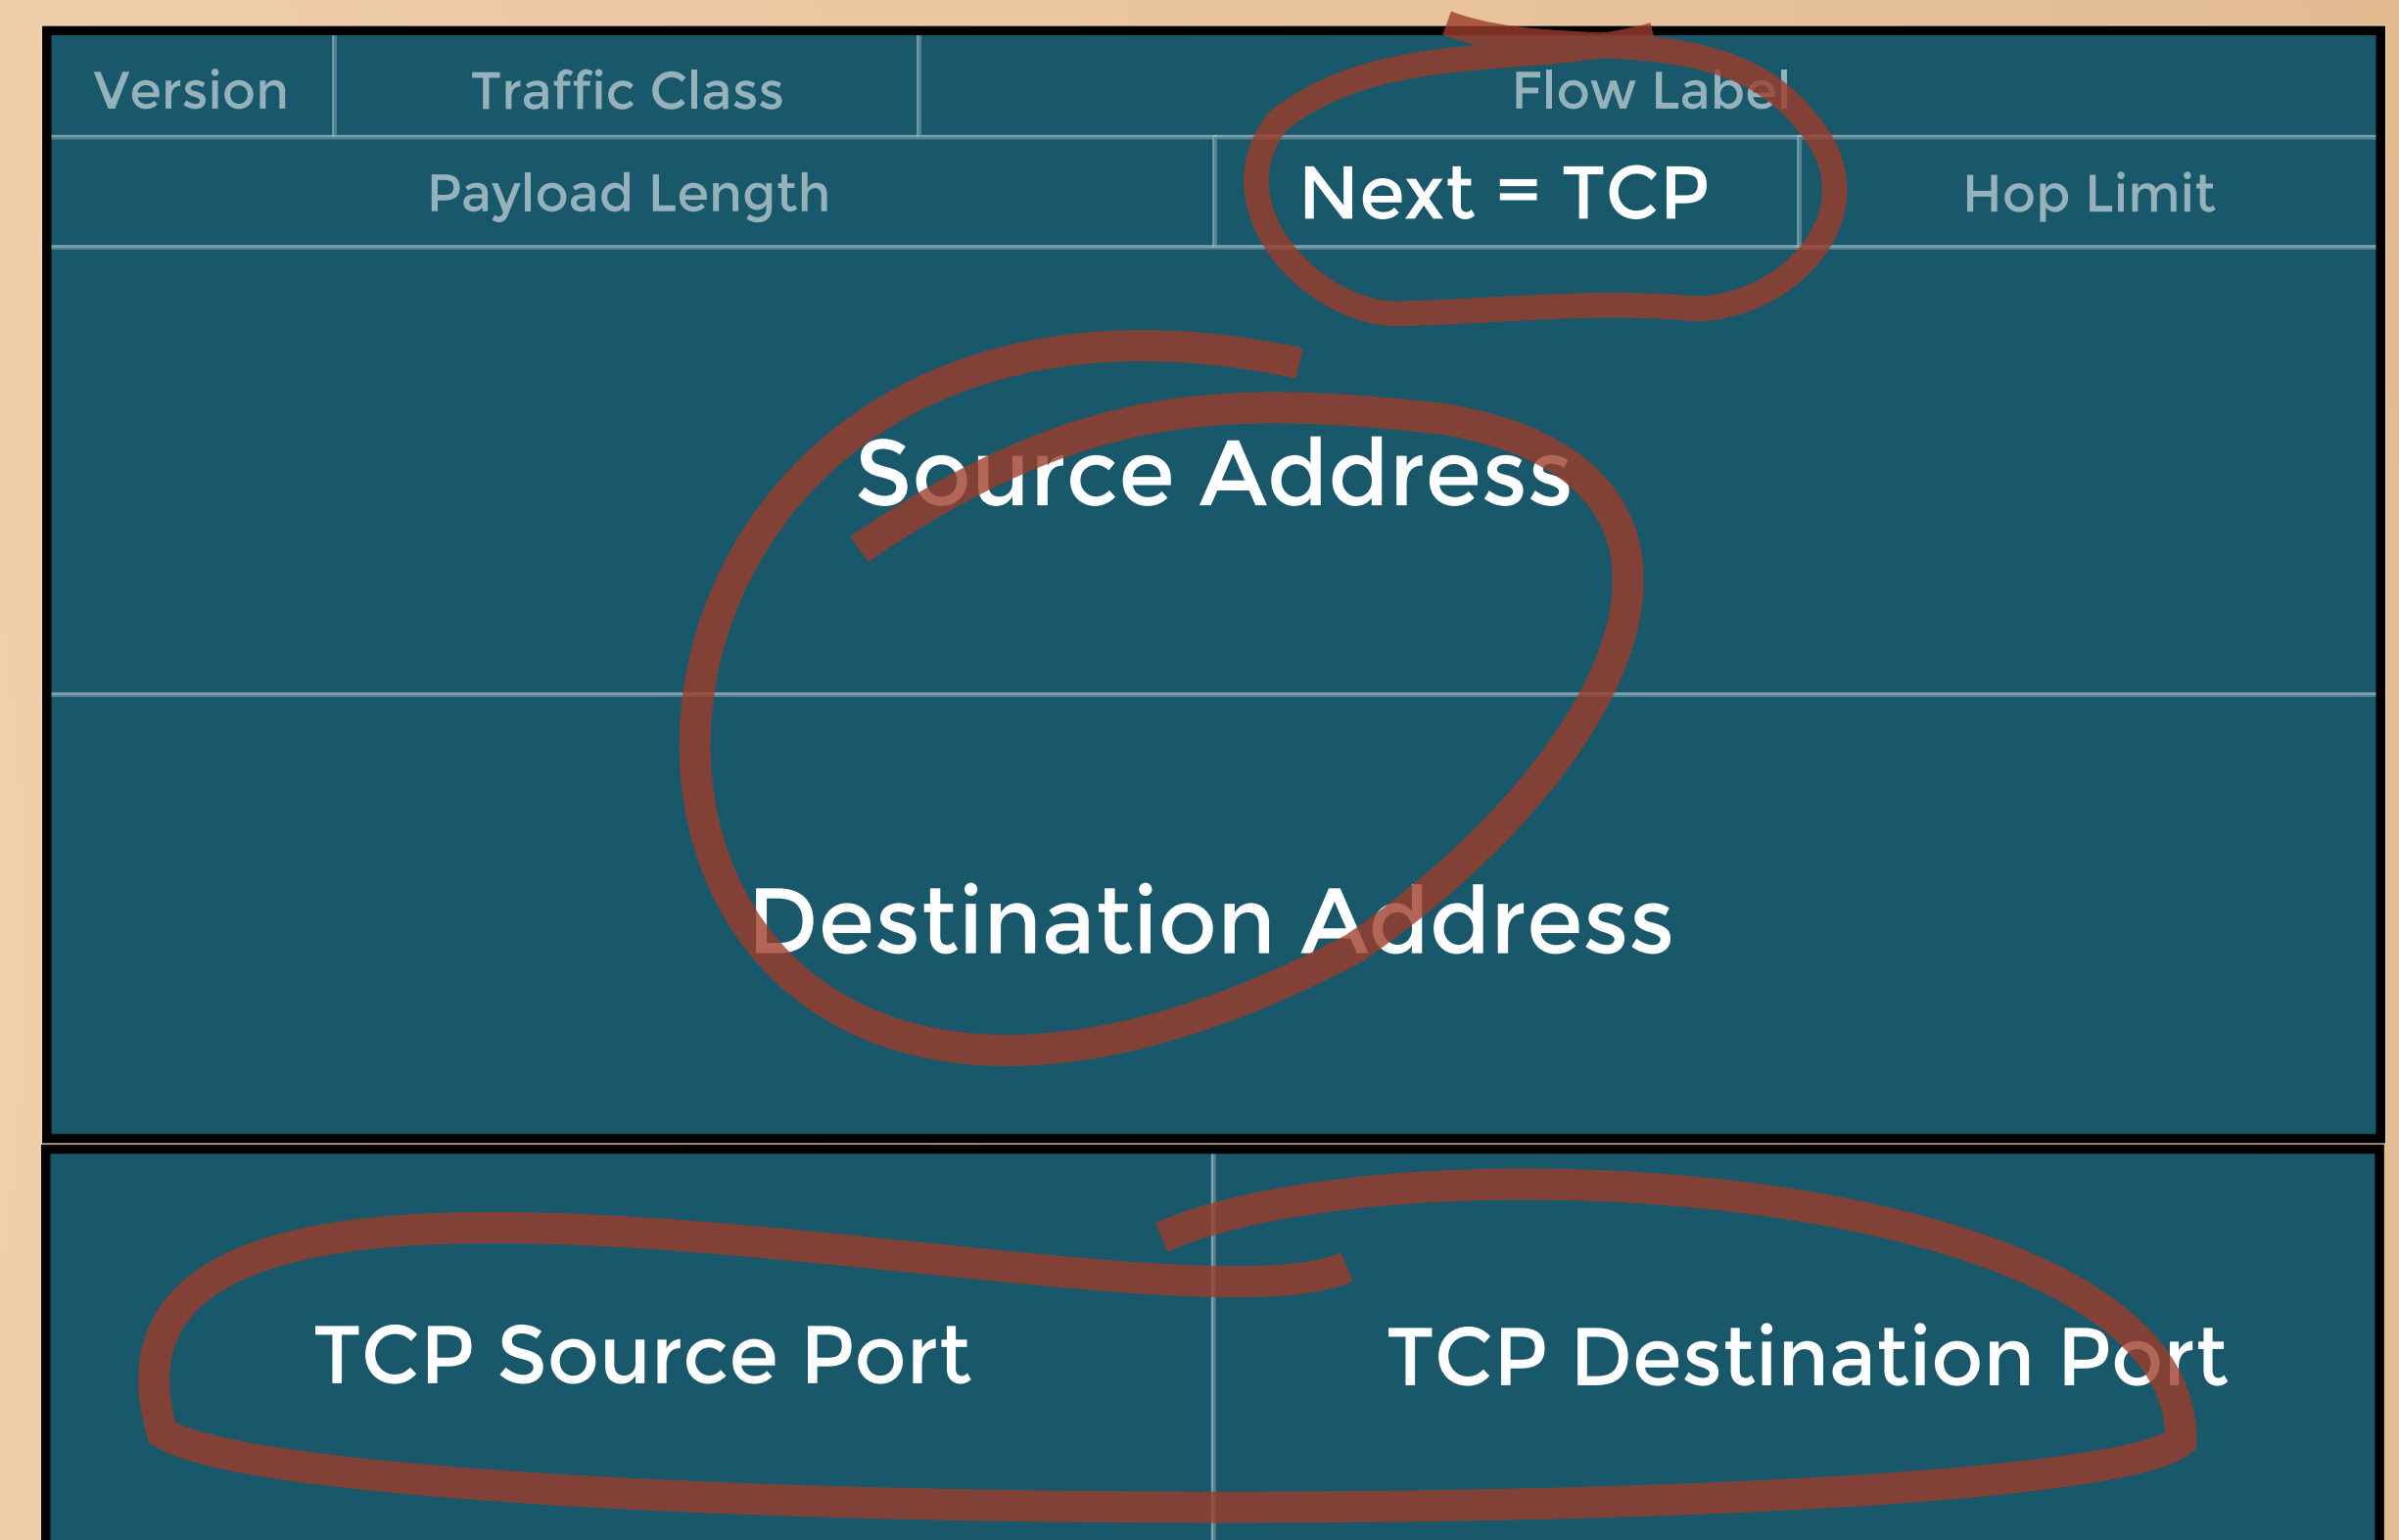 Version Traffic Class Flow Label
Payload Length Next = TCP Hop Limit
Source Address
Destination Address
TCP Source Port TCP Destination Port